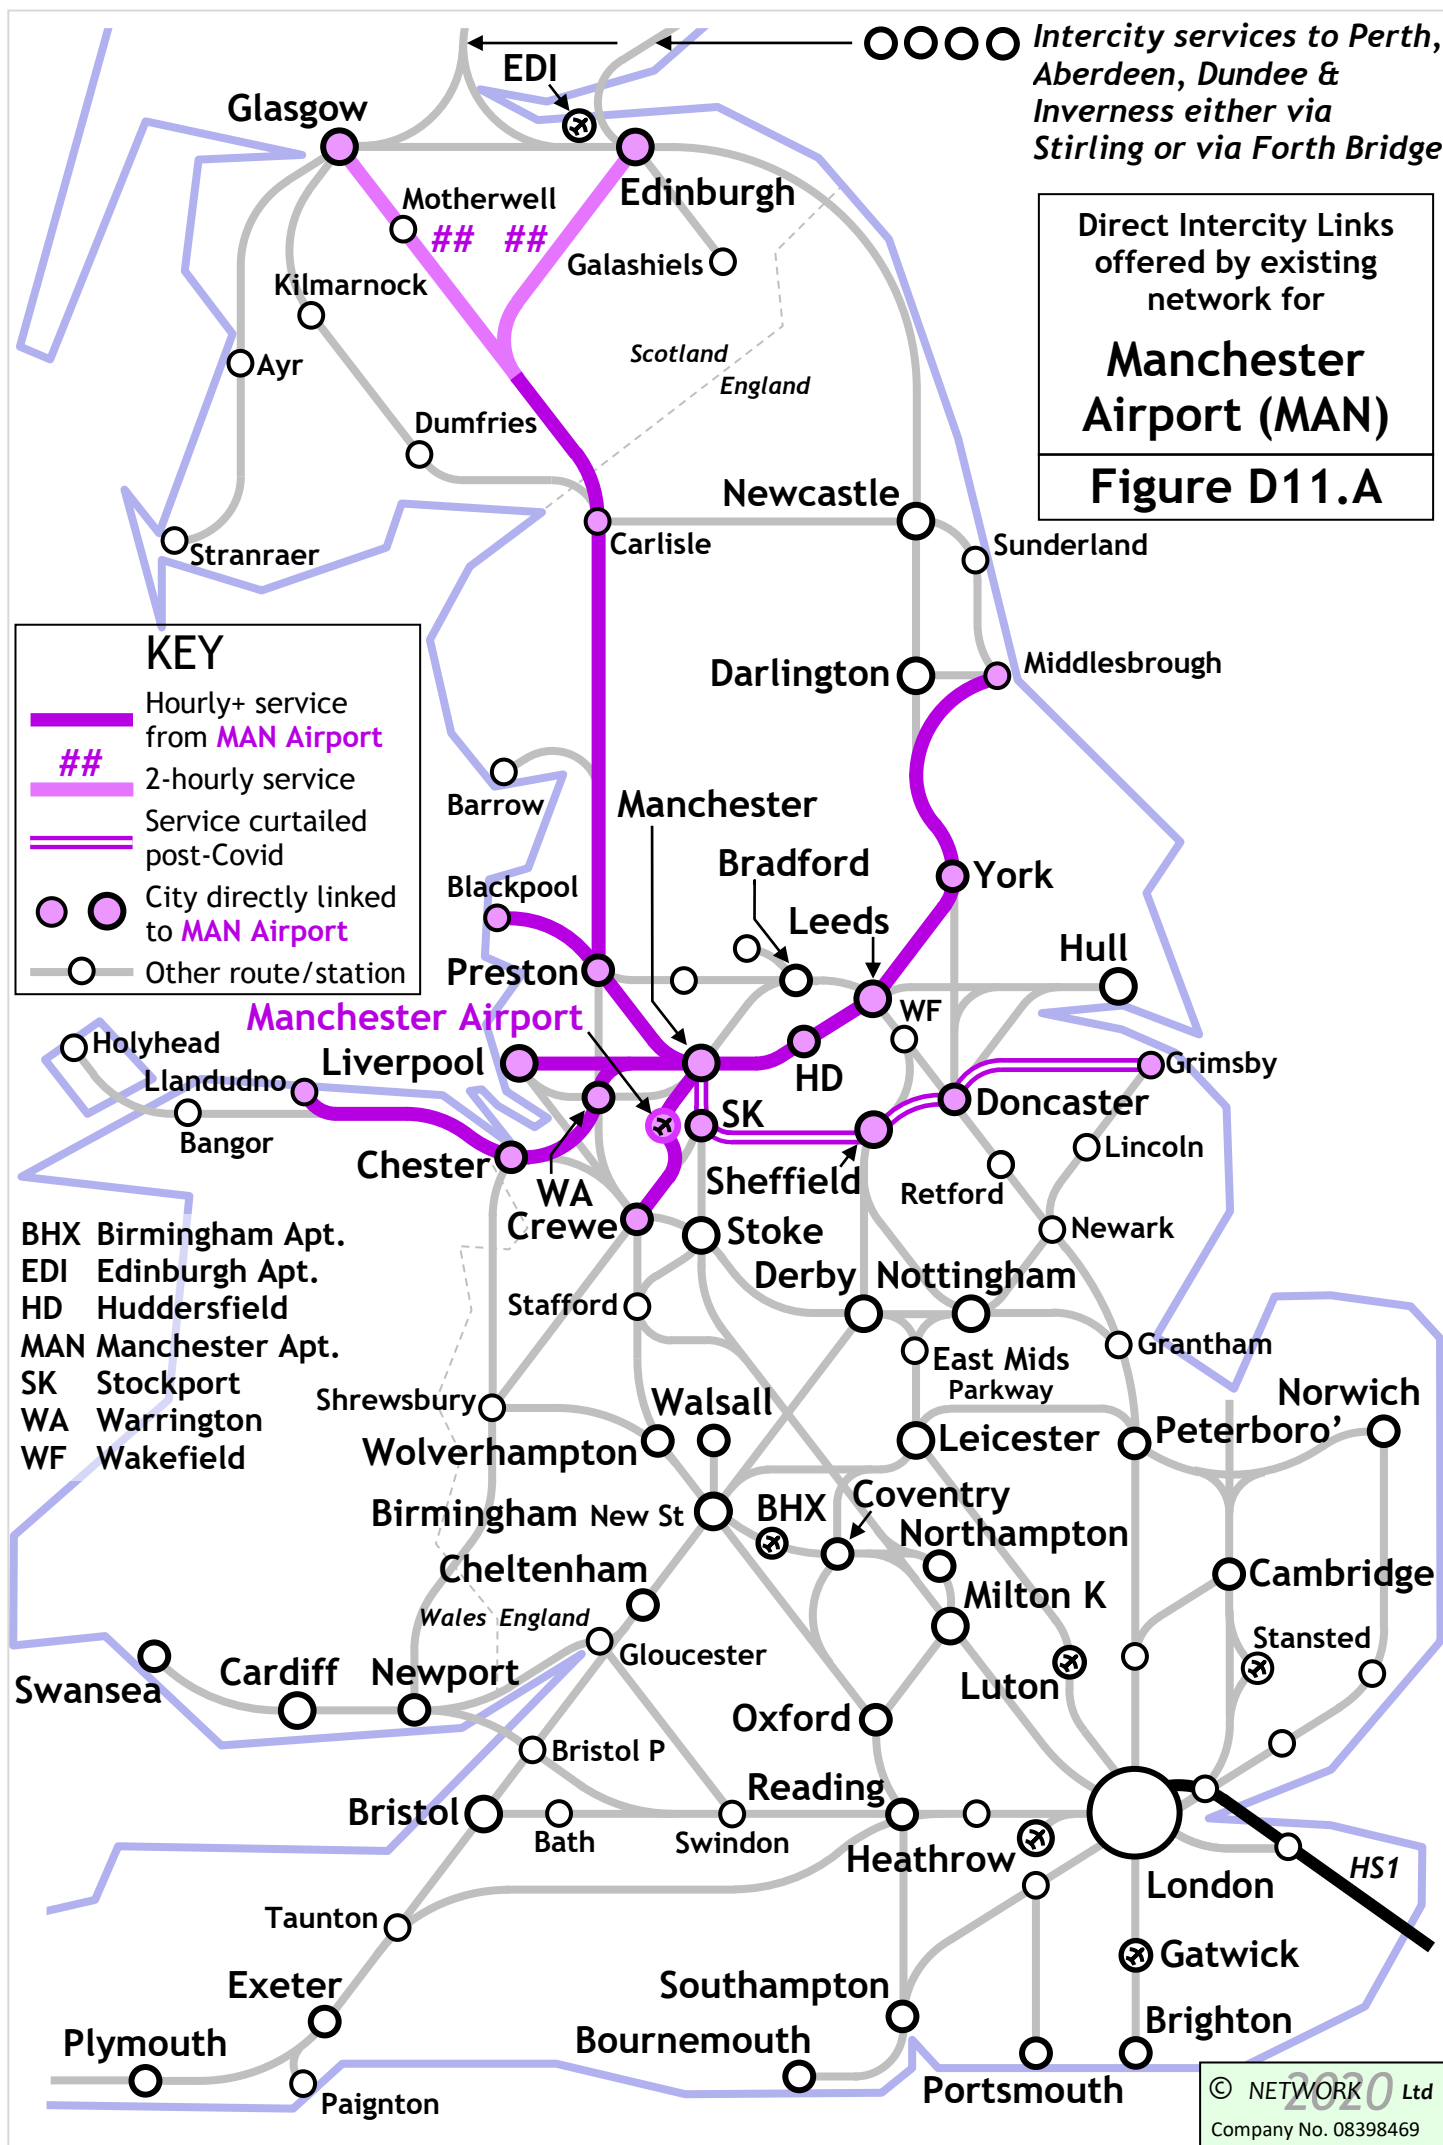 Intercity services to Perth,
Aberdeen, Dundee &
Inverness either via
Stirling or via Forth Bridge
EDI
Glasgow
Edinburgh
Motherwell
## ##
Galashiels
Kilmarnock
Ayr
Scotland
England
Dumfries
Direct Intercity Links
offered by existing
network for
Manchester
Airport (MAN)
Figure D11.A
Newcastle
Sunderland
Stranraer
Carlisle
KEY
Hourly+ service
from MAN Airport
##
2-hourly service
Service curtailed
post-Covid
City directly linked
to MAN Airport
Other route/station
Darlington
Middlesbrough
Barrow
Manchester
Bradford
Blackpool
York
Leeds
Hull
Preston
WF
Manchester Airport
Holyhead
Liverpool
HD
Grimsby
Llandudno
SK
Doncaster
Bangor
Lincoln
Chester
WA
Sheffield
Retford
Crewe
Stoke
Newark
BHX Birmingham Apt.
EDI Edinburgh Apt.
HD Huddersfield
MAN Manchester Apt.
SK Stockport
WA Warrington
WF Wakefield
Derby
Nottingham
Stafford
Grantham
East Mids
Parkway
Shrewsbury
Walsall
Norwich
Wolverhampton
Leicester
Peterboro’
Birmingham New St
BHX
Coventry
Northampton
Cheltenham
Cambridge
Milton K
Wales England
Gloucester
Stansted
Swansea
Cardiff
Newport
Luton
Oxford
Bristol P
Reading
Bristol
Bath
Swindon
Heathrow
HS1
London
Taunton
Gatwick
Exeter
Southampton
Brighton
Plymouth
Bournemouth
Portsmouth
Paignton
© NETWORK 2020 Ltd
Company No. 08398469